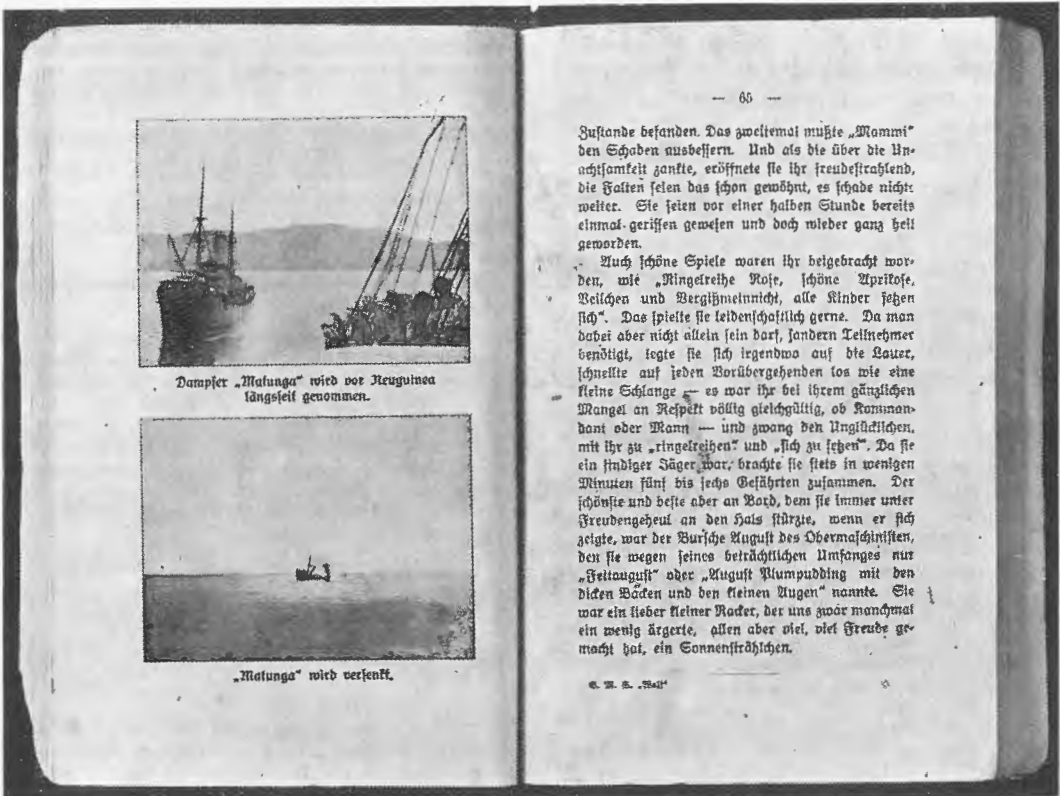 Dampfer „Matunga“ wird vor Neuguinea
längsseit genommen.
„Matunga“ wird versenkt.
— 65 —
Zustande befanden. Das zweitemal mußte „Mammi“
den Schaden ausbessern. Und als die über die Un-
achtsamkeit zankte, eröffnete sie ihr freudestrahlend,
die Falten seien das schon gewöhnt, es schade nichts
weiter. Sie seien vor einer halben Stunde bereits
einmal gerissen gewesen und doch wieder ganz heil
geworden.
Auch schöne Spiele waren ihr beigebracht wor-
den, wie „Ringelreihe Rose, schöne Aprikose,
Veilchen und Vergißmeinnicht, alle Kinder setzen
sich“. Das spielte sie leidenschaftlich gerne. Da man
dabei aber nicht allein sein darf, sondern Teilnehmer
benötigt, legte sie sich irgendwo auf die Lauer,
schnellte auf jeden Vorübergehenden los wie eine
kleine Schlange — es war ihr bei ihrem gänzlichen
Mangel an Respekt völlig gleichgültig, ob Komman-
dant oder Mann — und zwang den Unglücklichen,
mit ihr zu „ringelreihen“ und „sich zu setzen“. Da sie
ein findiger Jäger war, brachte sie stets in wenigen
Minuten fünf bis sechs Gefährten zusammen. Der
schönste und beste aber an Bord, dem sie immer unter
Freudengeheul an den Hals stürzte, wenn er sich
zeigte, war der Bursche August des Obermaschinisten,
den sie wegen seines beträchtlichen Umfanges nur
„Fettaugust“ oder „August Plumpudding mit den
dicken Backen und den kleinen Augen“ nannte. Sie
war ein lieber kleiner Racker, der uns zwar manchmal
ein wenig ärgerte, allen aber viel, viel Freude ge-
macht hat, ein Sonnenstrählchen.
S. M. S. „Wolf“